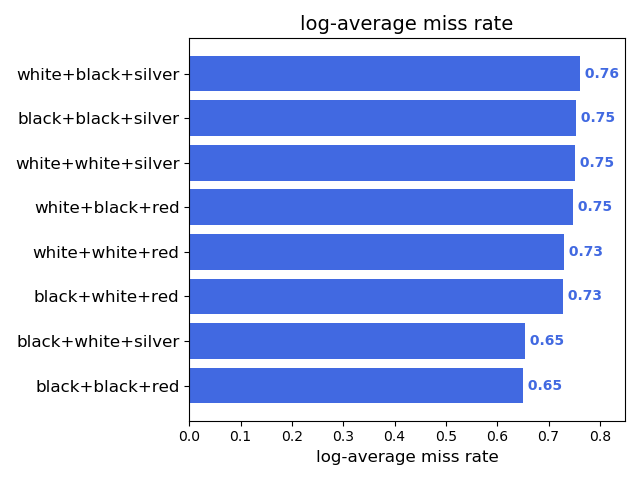 log-average miss rate
white+black+silver 0.76
black+black+silver 0.75
white+white+silver 0.75
white+black+red 0.75
white+white+red 0.73
black+white+red 0.73
black+white+silver 0.65
black+black+red 0.65
0.0 0.1 0.2 0.3 0.4 0.5 0.6 0.7 0.8
log-average miss rate